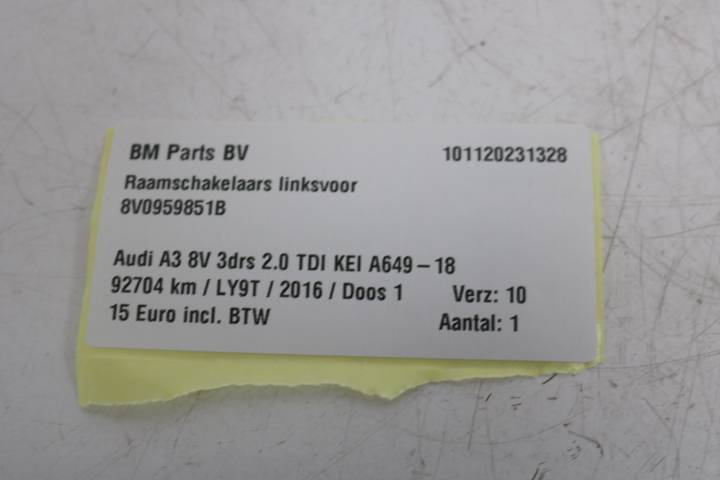 BM Parts BV 101120231328
Raamschakelaars linksvoor
8V0959851B
Audi A3 8V 3drs 2.0 TDI KEI A649-18
92704 km / LY9T / 2016 / Doos 1 Verz: 10
15 Euro incl. BTW Aantal: 1